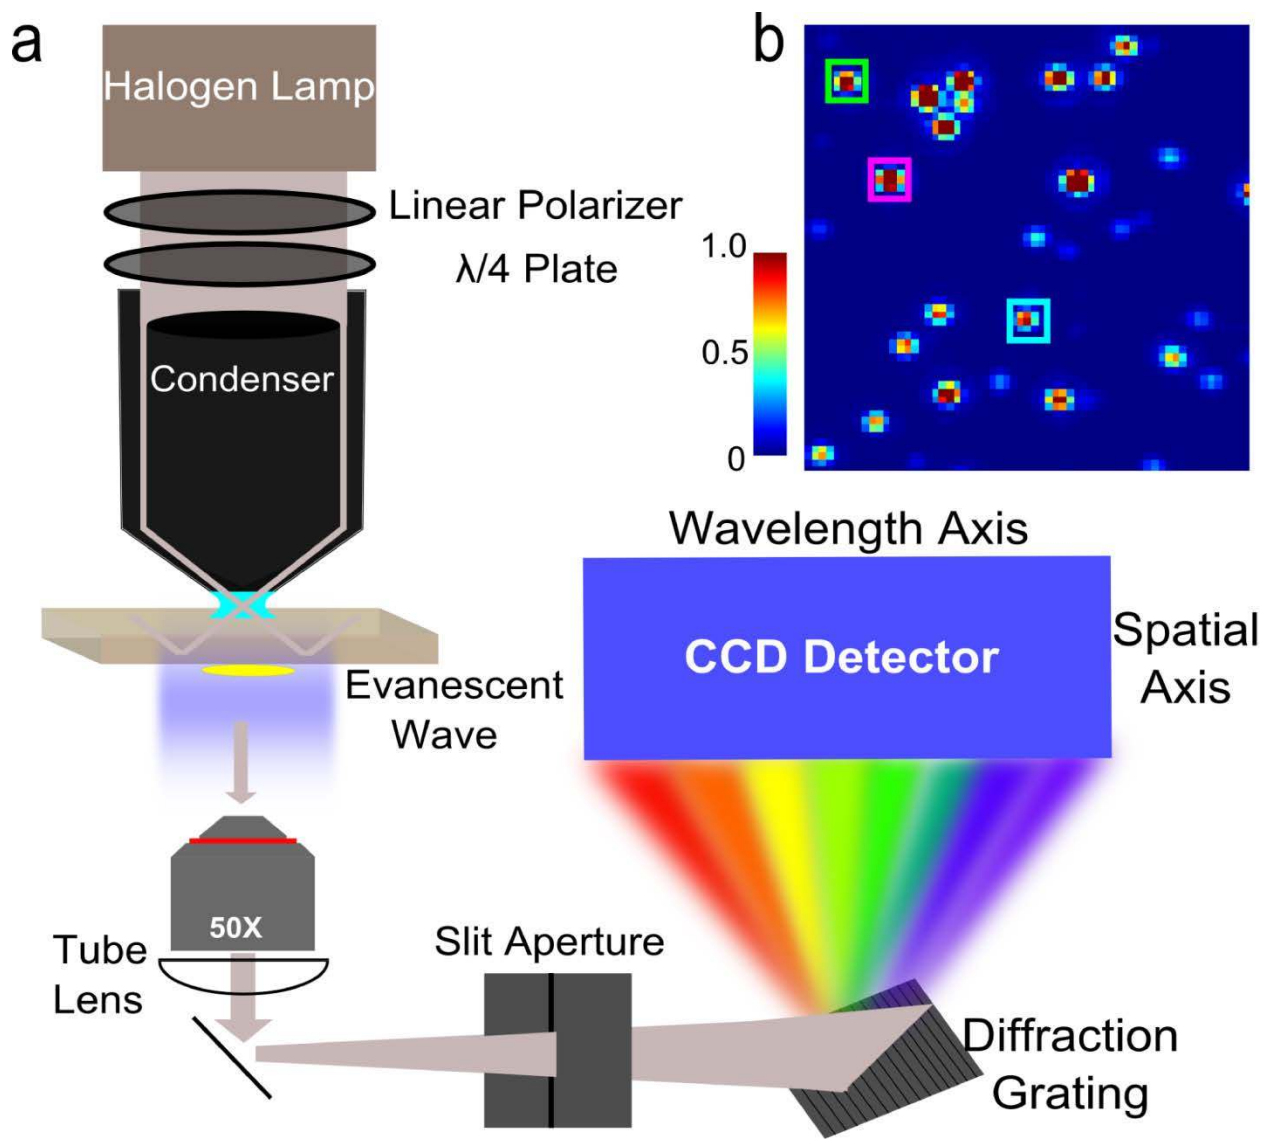 a
Halogen Lamp
Linear Polarizer
λ/4 Plate
Condenser
b
1.0
0.5
0
Wavelength Axis
CCD Detector
Spatial
Axis
Evanescent
Wave
50X
Tube
Lens
Slit Aperture
Diffraction
Grating